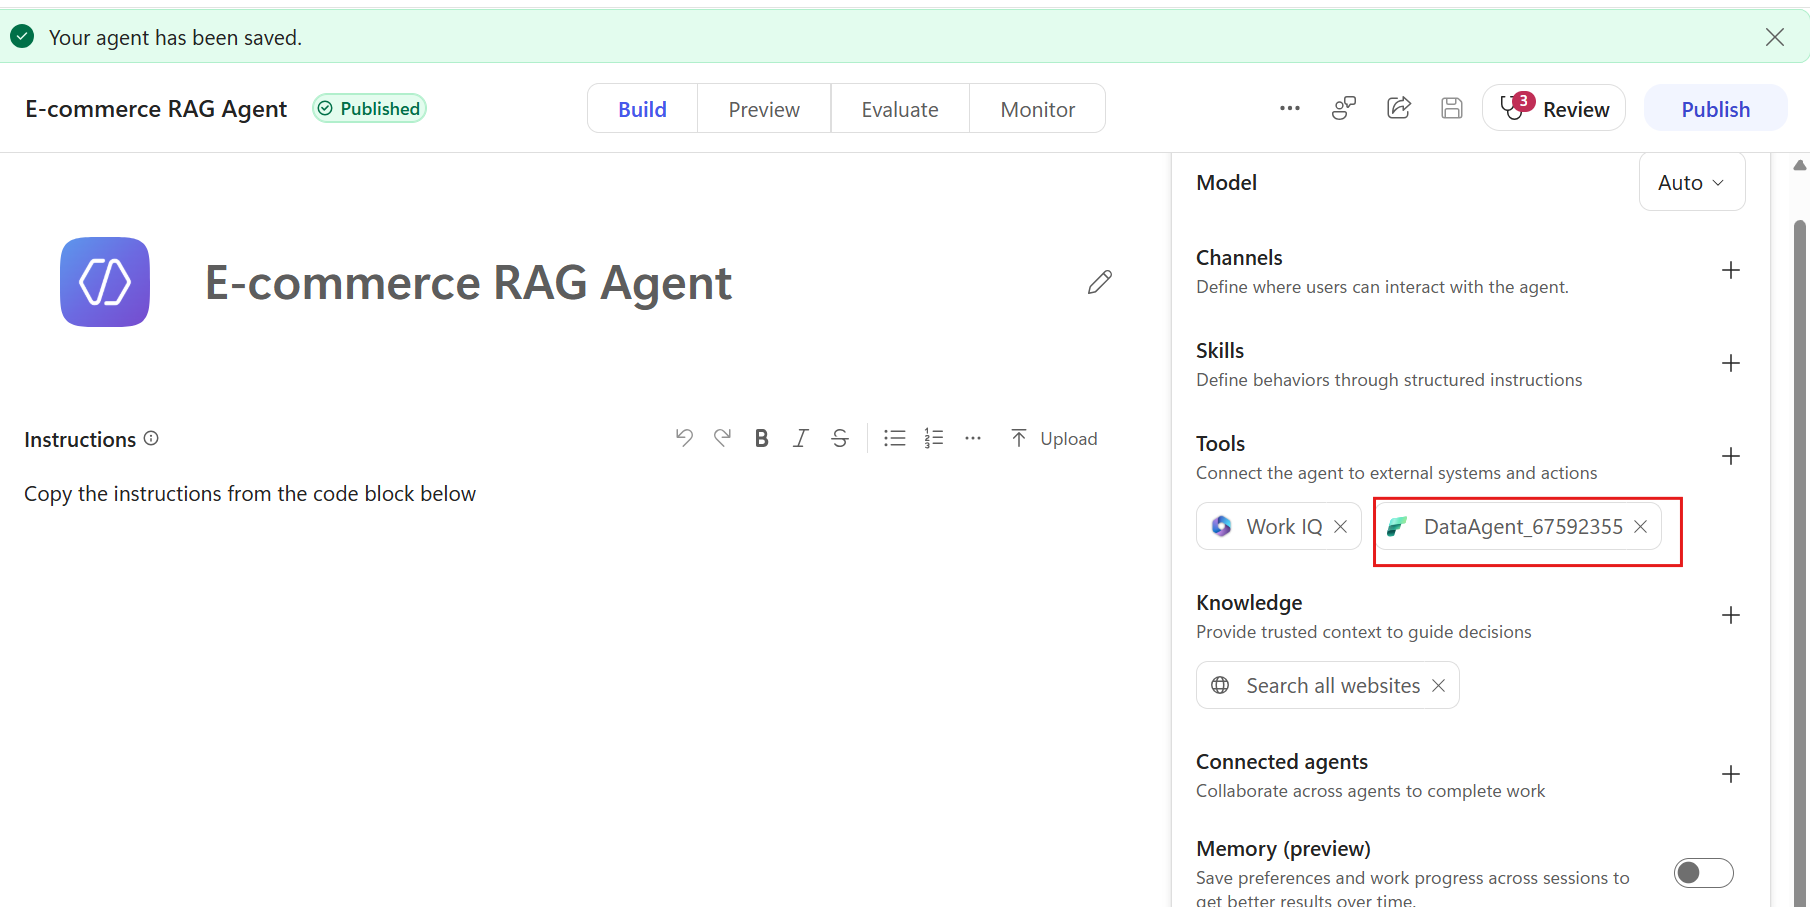 Your agent has been saved.
E-commerce RAG Agent
Published
Build
Preview
Evaluate
Monitor
3
Review
Publish
Model
Auto
E-commerce RAG Agent
Channels
Define where users can interact with the agent.
Skills
Define behaviors through structured instructions
Instructions
Upload
Copy the instructions from the code block below
Tools
Connect the agent to external systems and actions
Work IQ
DataAgent_67592355
Knowledge
Provide trusted context to guide decisions
Search all websites
Connected agents
Collaborate across agents to complete work
Memory (preview)
Save preferences and work progress across sessions to
get better results over time.